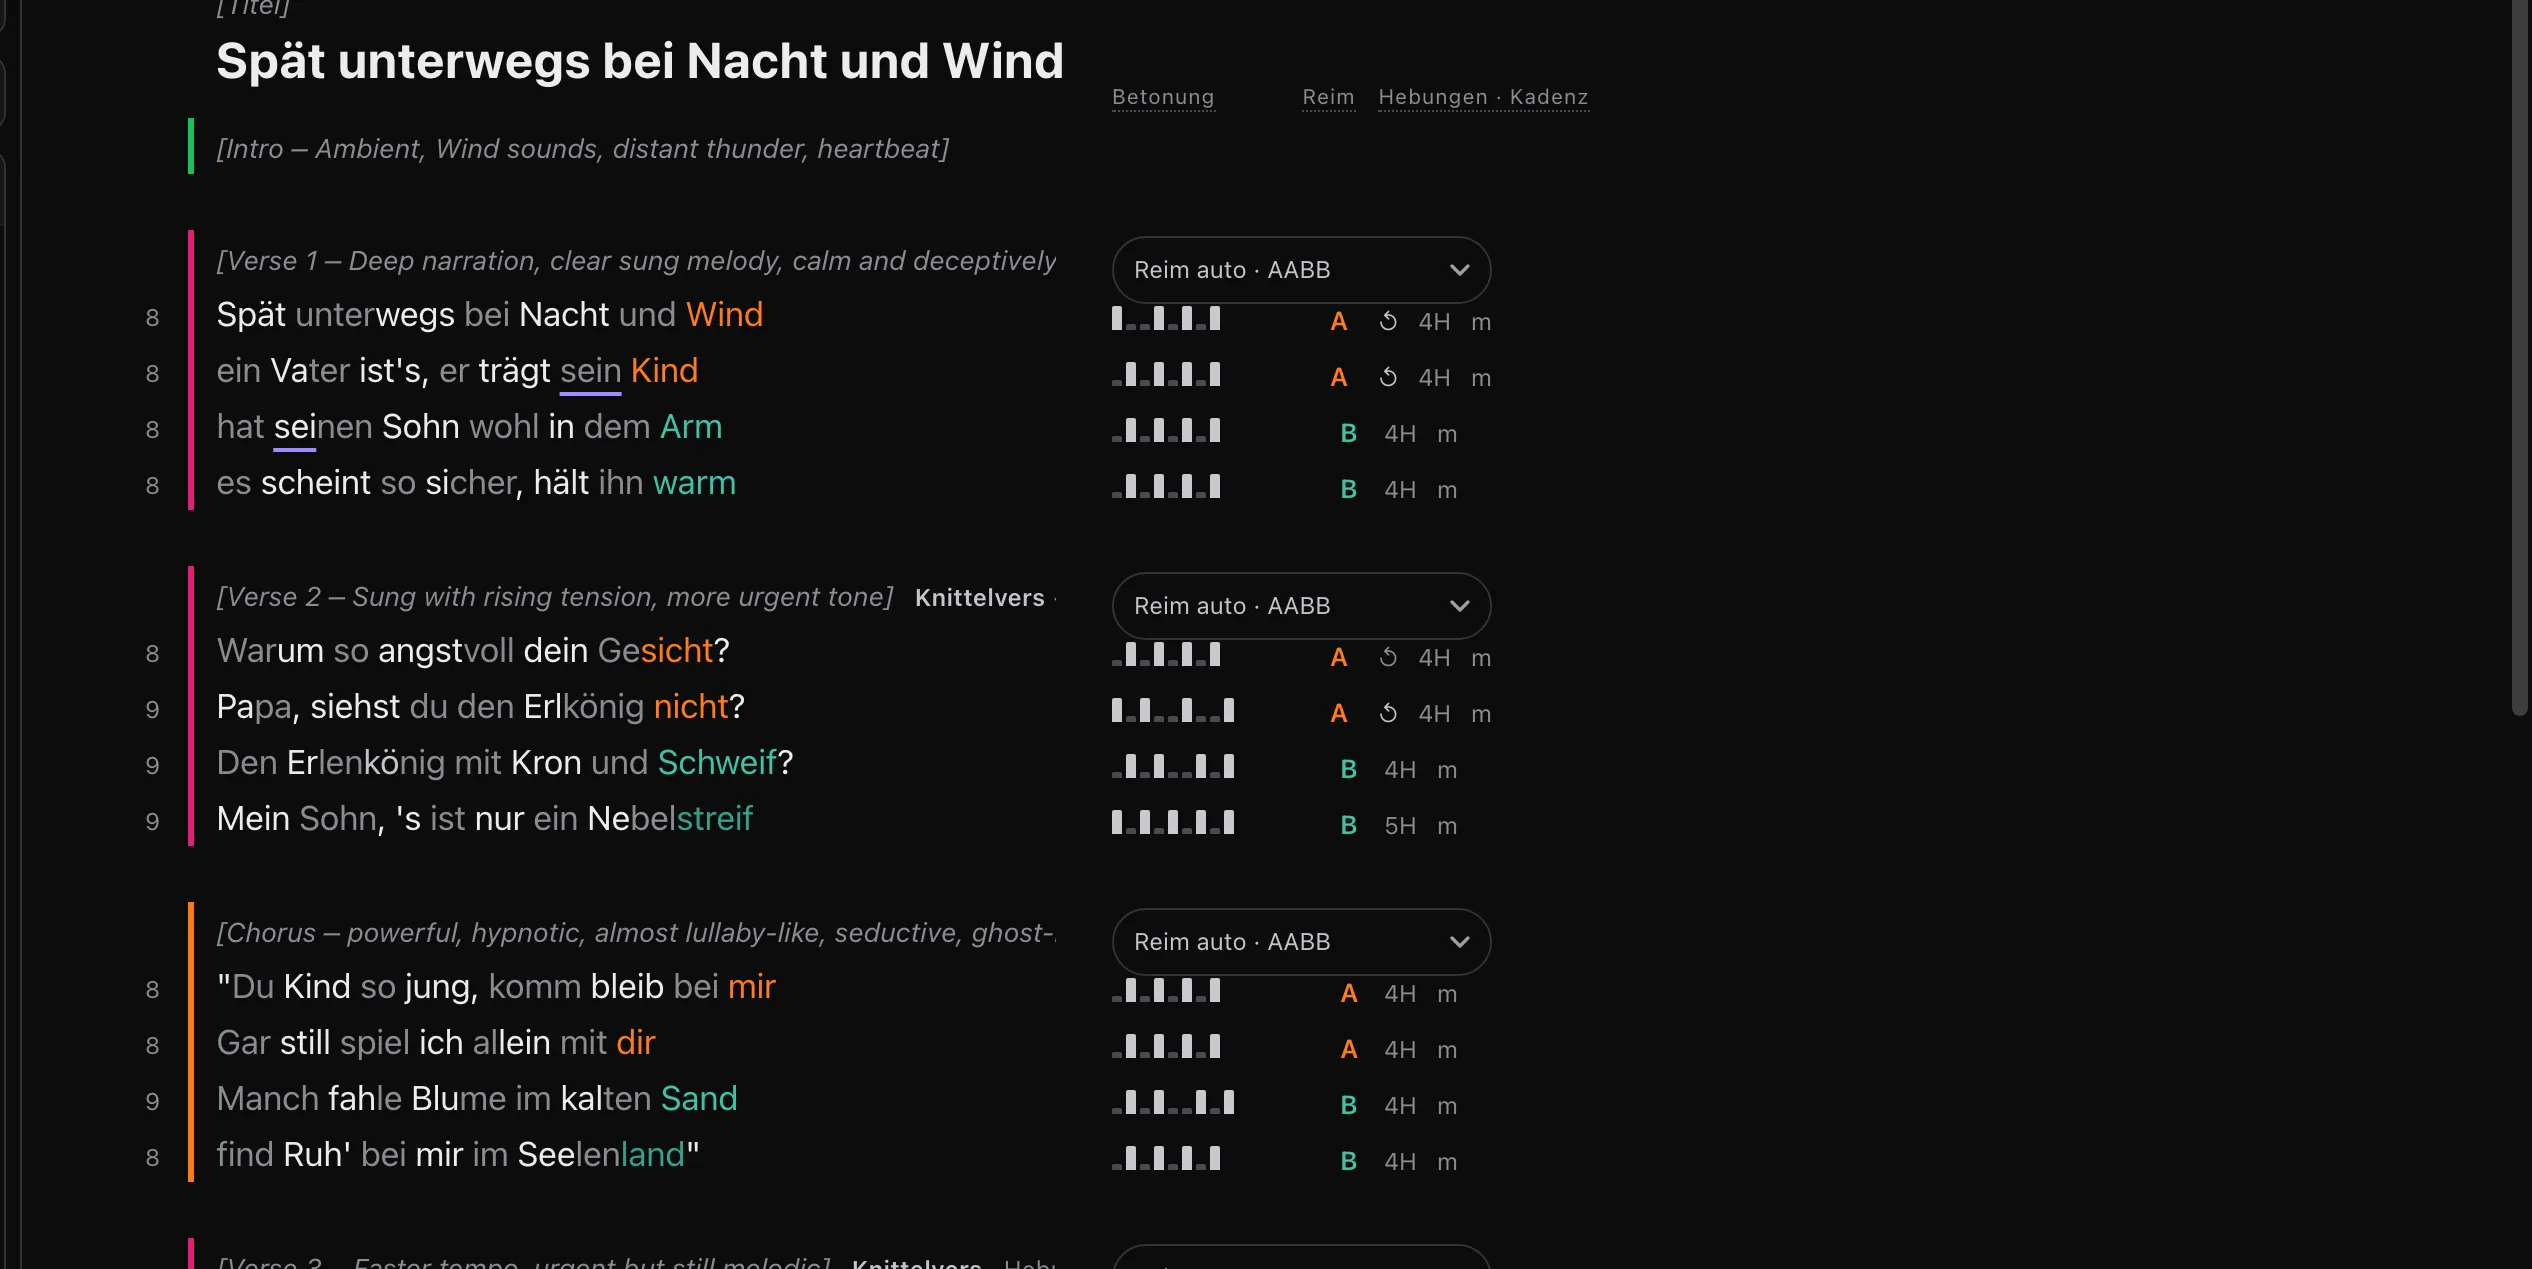 [Titel]
Spät unterwegs bei Nacht und Wind
Betonung Reim Hebungen · Kadenz
[Intro – Ambient, Wind sounds, distant thunder, heartbeat]
[Verse 1 – Deep narration, clear sung melody, calm and deceptively Reim auto · AABB
8 Spät unterwegs bei Nacht und Wind A 4H m
8 ein Vater ist's, er trägt sein Kind A 4H m
8 hat seinen Sohn wohl in dem Arm B 4H m
8 es scheint so sicher, hält ihn warm B 4H m
[Verse 2 – Sung with rising tension, more urgent tone] Knittelvers · Reim auto · AABB
8 Warum so angstvoll dein Gesicht? A 4H m
9 Papa, siehst du den Erlkönig nicht? A 4H m
9 Den Erlenkönig mit Kron und Schweif? B 4H m
9 Mein Sohn, 's ist nur ein Nebelstreif B 5H m
[Chorus – powerful, hypnotic, almost lullaby-like, seductive, ghost- Reim auto · AABB
8 "Du Kind so jung, komm bleib bei mir A 4H m
8 Gar still spiel ich allein mit dir A 4H m
9 Manch fahle Blume im kalten Sand B 4H m
8 find Ruh' bei mir im Seelenland" B 4H m
[Verse 3 – Faster tempo, urgent but still melodic] Knittelvers